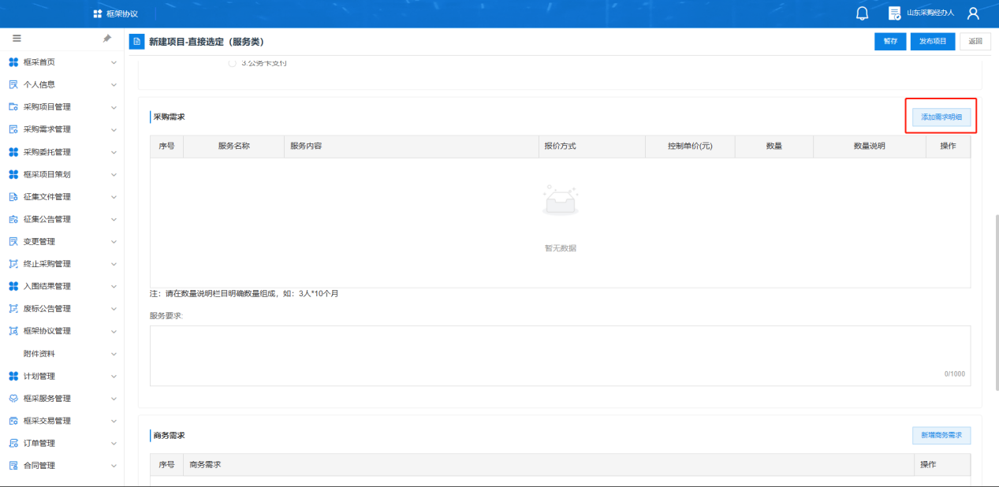 框架协议
山东采购经办人
新建项目-直接选定（服务类）
暂存
发布项目
返回
框采首页
个人信息
采购项目管理
采购需求管理
采购委托管理
框采项目策划
征集文件管理
征集公告管理
变更管理
终止采购管理
入围结果管理
废标公告管理
框架协议管理
附件资料
计划管理
框采服务管理
框采交易管理
订单管理
合同管理
3.公务卡支付
采购需求
添加需求明细
序号 服务名称 服务内容 报价方式 控制单价(元) 数量 数量说明 操作
暂无数据
注：请在数量说明栏目明确数量组成，如：3人*10个月
服务要求:
0/1000
商务需求
新增商务需求
序号 商务需求 操作